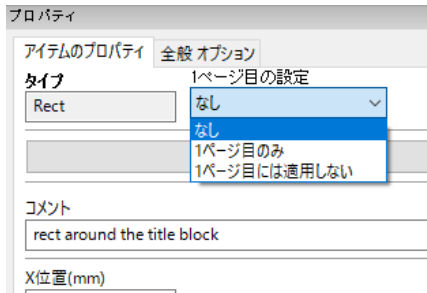 プロパティ
アイテムのプロパティ 全般 オプション
タイプ 1ページ目の設定
Rect なし
なし
1ページ目のみ
1ページ目には適用しない
コメント
rect around the title block
X位置(mm)